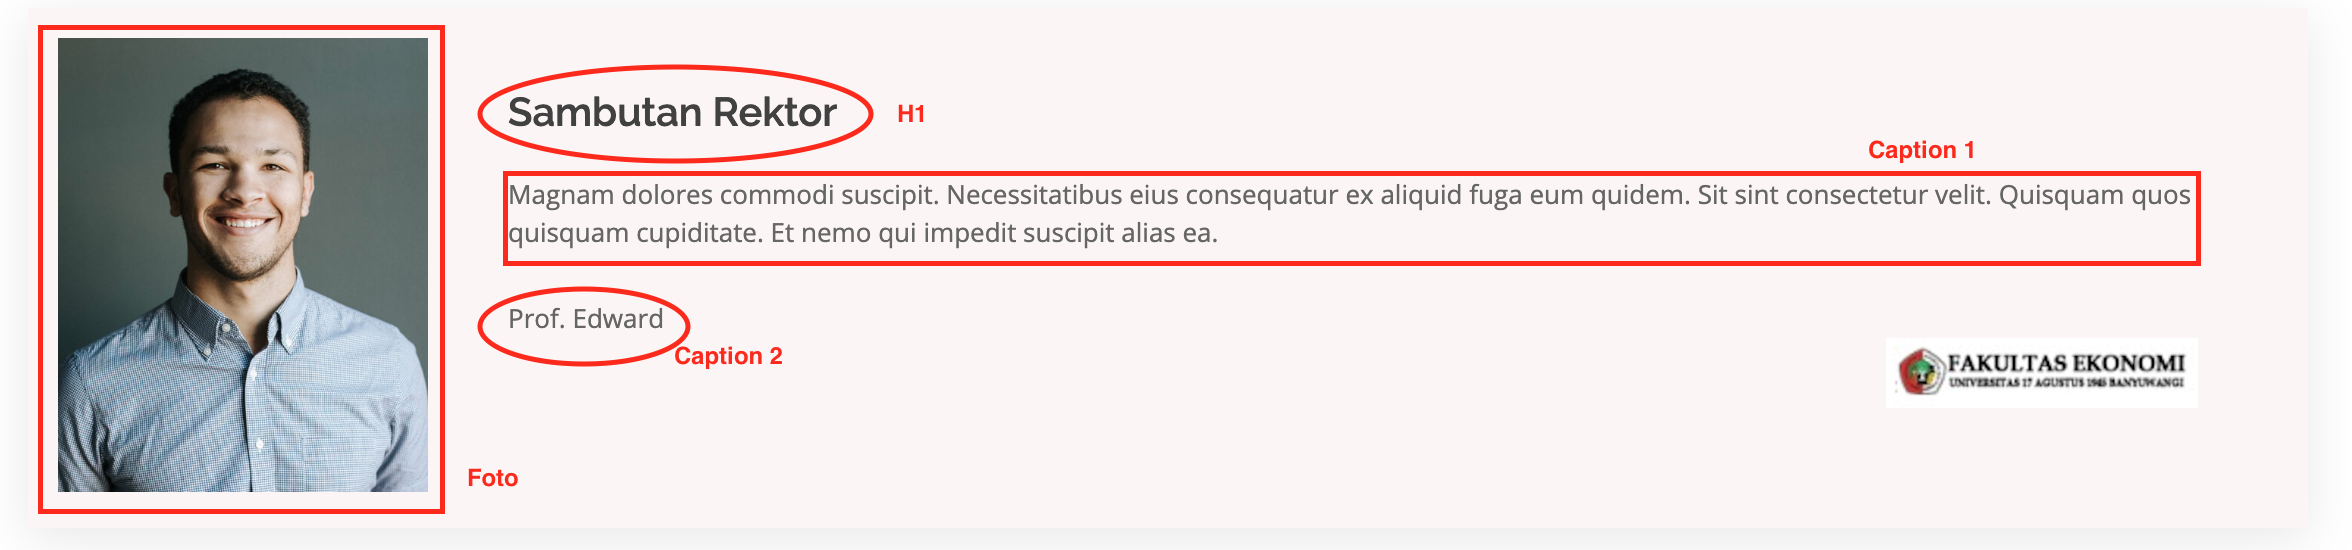 Sambutan Rektor
H1
Caption 1
Magnam dolores commodi suscipit. Necessitatibus eius consequatur ex aliquid fuga eum quidem. Sit sint consectetur velit. Quisquam quos
quisquam cupiditate. Et nemo qui impedit suscipit alias ea.
Prof. Edward
Caption 2
FAKULTAS EKONOMI
UNIVERSITAS 17 AGUSTUS 1945 BANYUWANGI
Foto